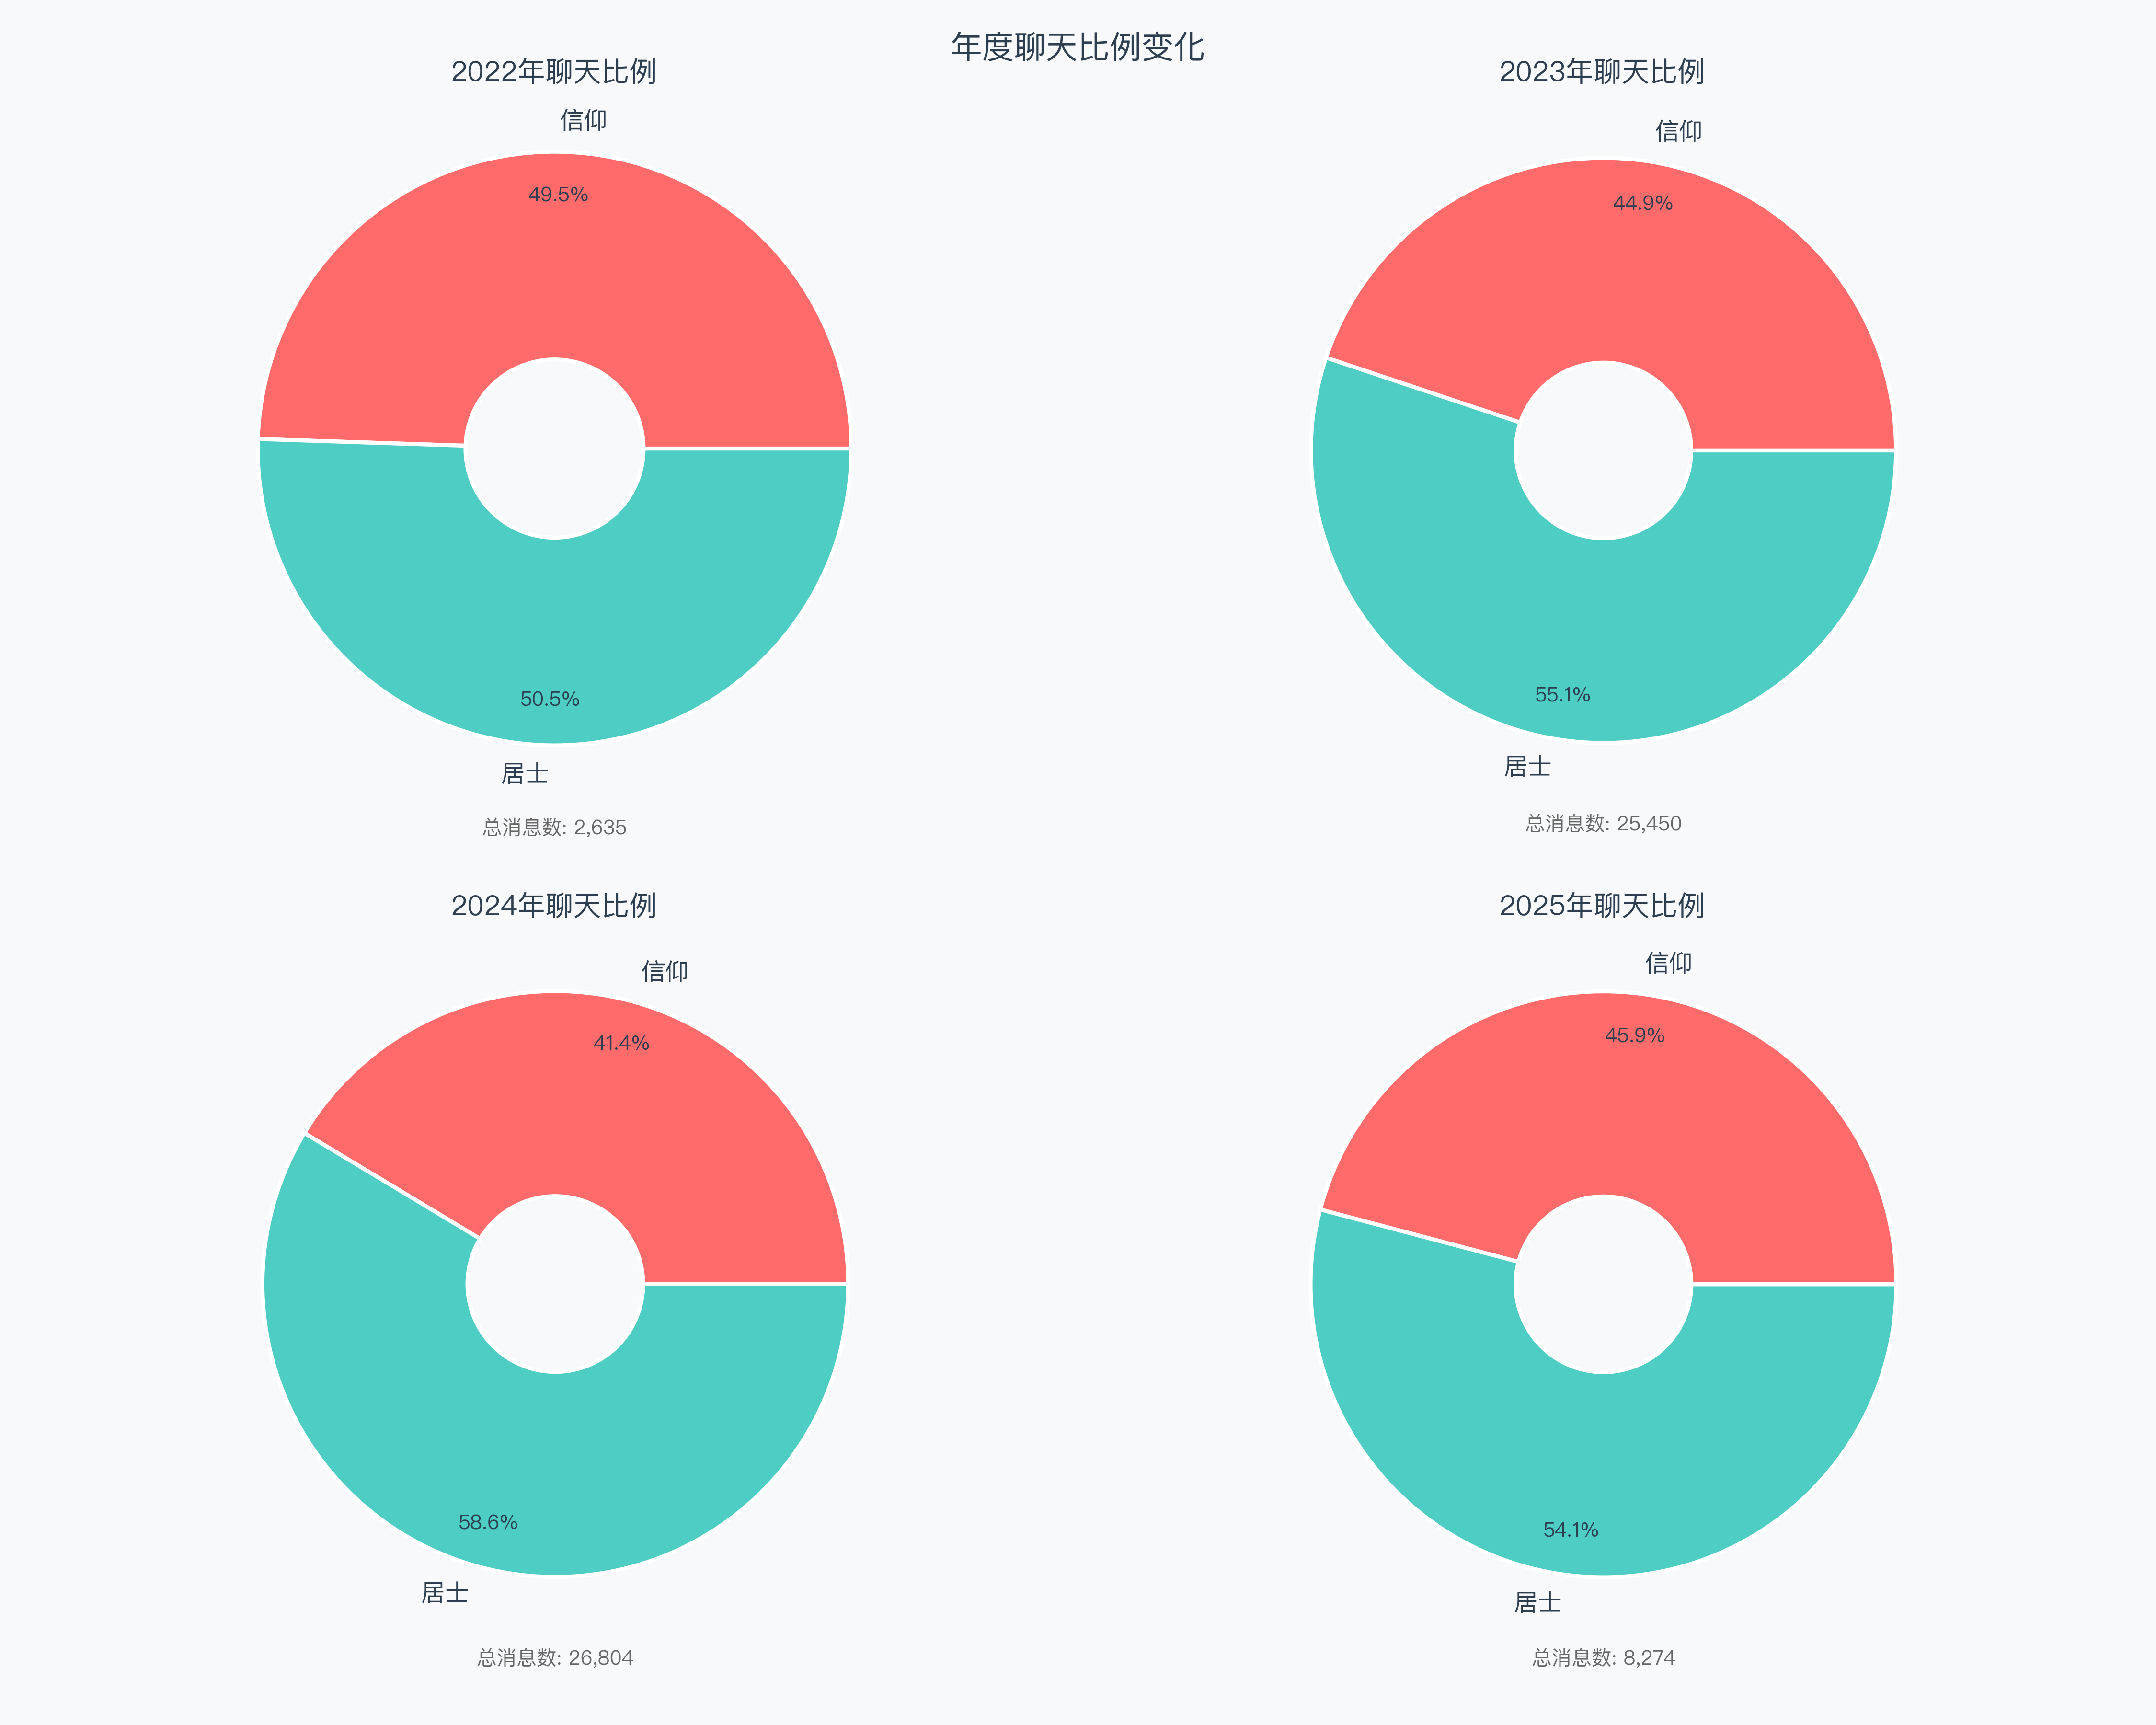 年度聊天比例变化
2022年聊天比例
信仰
49.5%
50.5%
居士
总消息数: 2,635
2023年聊天比例
信仰
44.9%
55.1%
居士
总消息数: 25,450
2024年聊天比例
信仰
41.4%
58.6%
居士
总消息数: 26,804
2025年聊天比例
信仰
45.9%
54.1%
居士
总消息数: 8,274